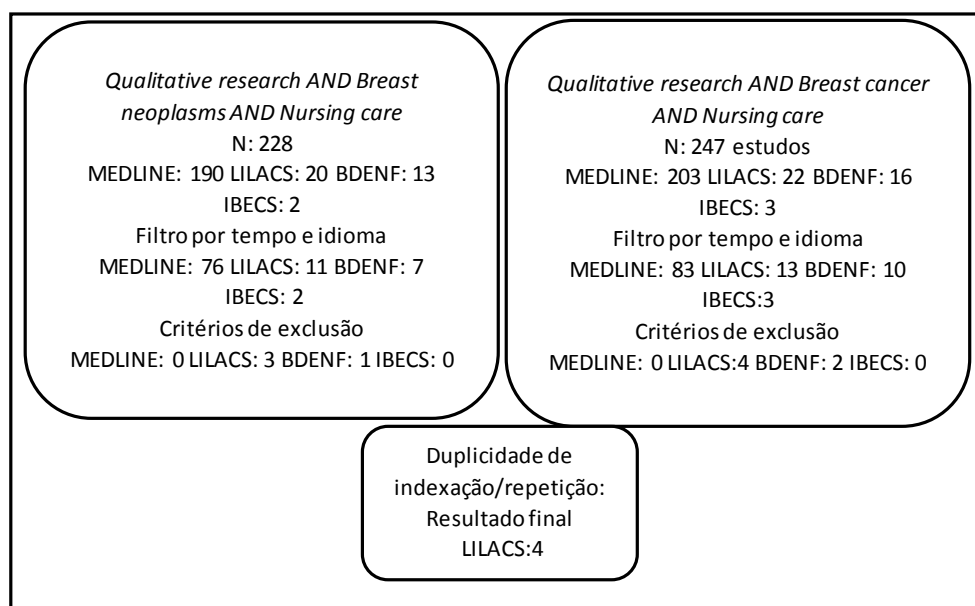 Qualitative research AND Breast
neoplasms AND Nursing care
N: 228
MEDLINE: 190 LILACS: 20 BDENF: 13
IBECS: 2
Filtro por tempo e idioma
MEDLINE: 76 LILACS: 11 BDENF: 7
IBECS: 2
Critérios de exclusão
MEDLINE: 0 LILACS: 3 BDENF: 1 IBECS: 0
Qualitative research AND Breast cancer
AND Nursing care
N: 247 estudos
MEDLINE: 203 LILACS: 22 BDENF: 16
IBECS: 3
Filtro por tempo e idioma
MEDLINE: 83 LILACS: 13 BDENF: 10
IBECS:3
Critérios de exclusão
MEDLINE: 0 LILACS:4 BDENF: 2 IBECS: 0
Duplicidade de
indexação/repetição:
Resultado final
LILACS:4